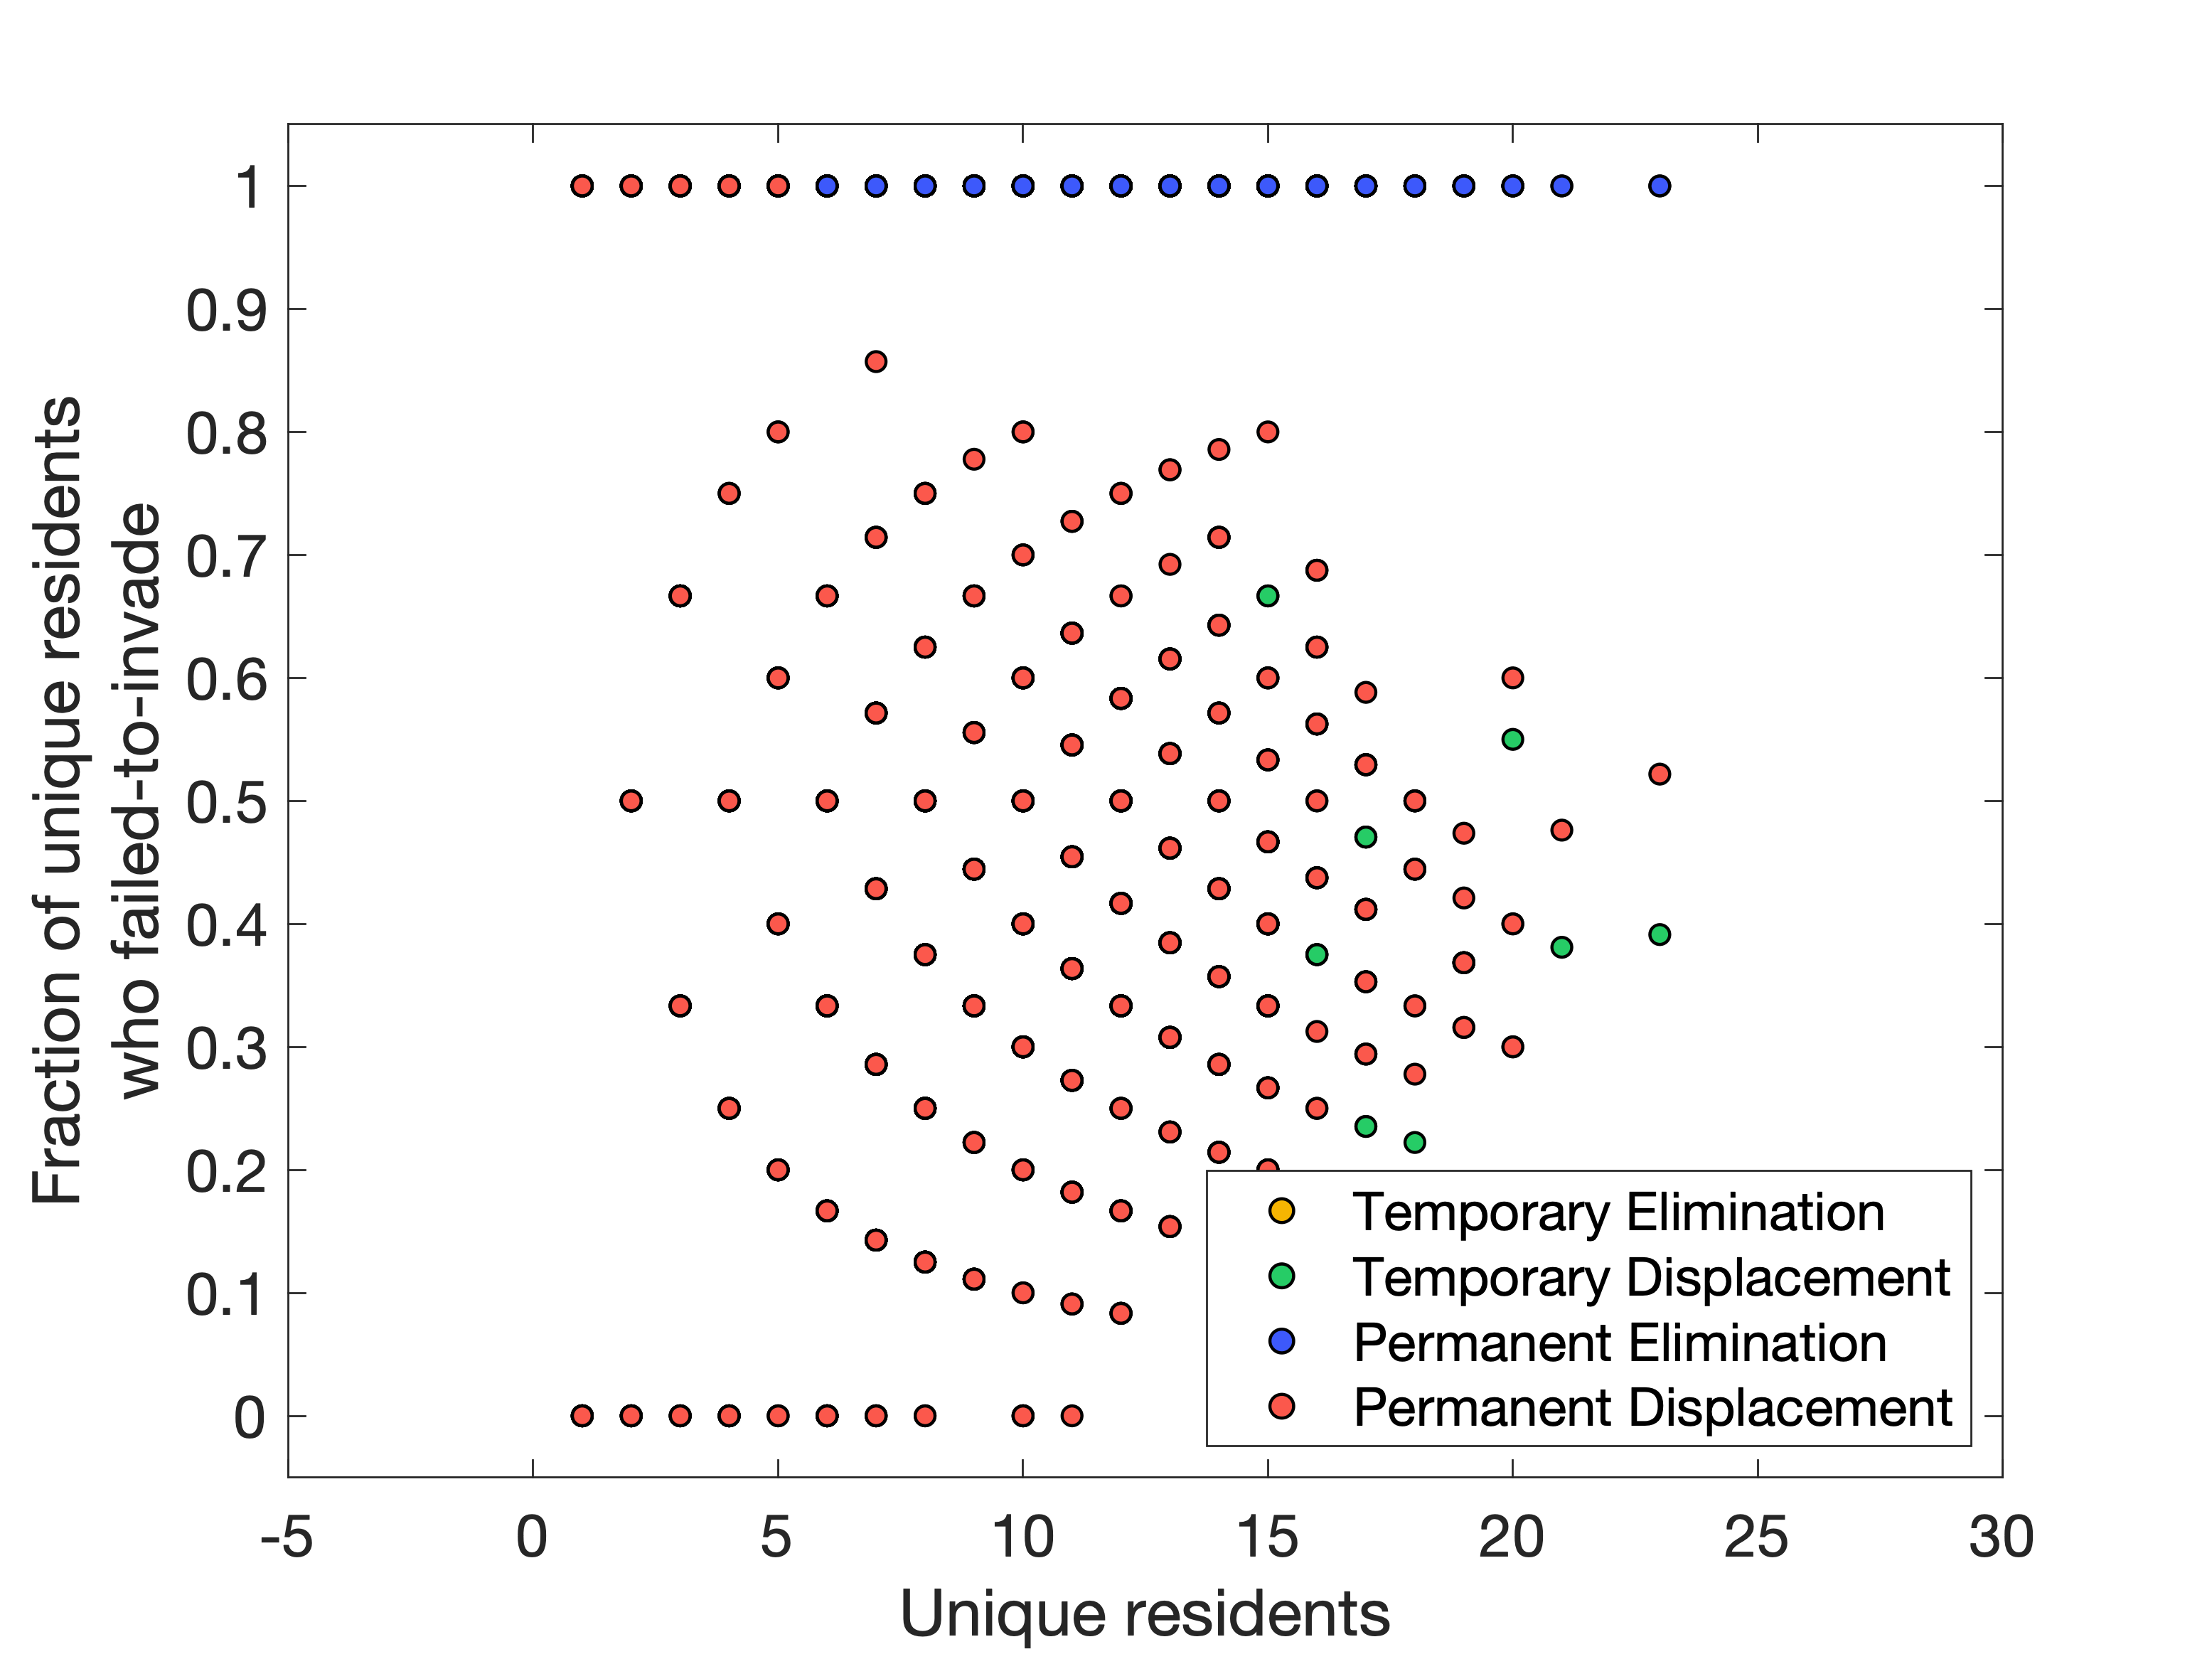 Fraction of unique residents
who failed-to-invade
1
0.9
0.8
0.7
0.6
0.5
0.4
0.3
0.2
0.1
0
Temporary Elimination
Temporary Displacement
Permanent Elimination
Permanent Displacement
-5 0 5 10 15 20 25 30
Unique residents